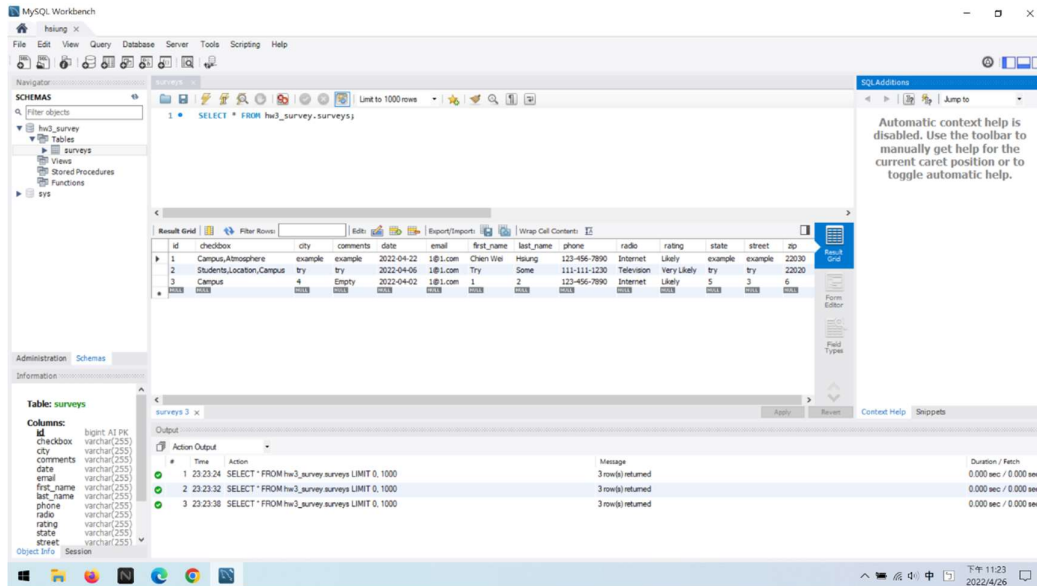 MySQL Workbench
hsiung
File Edit View Query Database Server Tools Scripting Help
Navigator
SCHEMAS
Filter objects
hw3_survey
Tables
surveys
Views
Stored Procedures
Functions
sys
Administration Schemas
Information
Table: surveys
Columns:
id bigint AI PK
checkbox varchar(255)
city varchar(255)
comments varchar(255)
date varchar(255)
email varchar(255)
first_name varchar(255)
last_name varchar(255)
phone varchar(255)
radio varchar(255)
rating varchar(255)
state varchar(255)
street varchar(255)
Object Info Session
surveys
Limit to 1000 rows
1 SELECT * FROM hw3_survey.surveys;
Result Grid Filter Rows: Edit: Export/Import: Wrap Cell Content:
id checkbox city comments date email first_name last_name phone radio rating state street zip
1 Campus,Atmosphere example example 2022-04-22 1@1.com Chien Wei Hsiung 123-456-7890 Internet Likely example example 22030
2 Students,Location,Campus try try 2022-04-06 1@1.com Try Some 111-111-1230 Television Very Likely try try 22020
3 Campus 4 Empty 2022-04-02 1@1.com 1 2 123-456-7890 Internet Likely 5 3 6
NULL NULL NULL NULL NULL NULL NULL NULL NULL NULL NULL NULL NULL NULL
Result Grid
Form Editor
Field Types
surveys 3 Apply Revert
Output
Action Output
# Time Action Message Duration / Fetch
1 23:23:24 SELECT * FROM hw3_survey.surveys LIMIT 0, 1000 3 row(s) returned 0.000 sec / 0.000 se
2 23:23:32 SELECT * FROM hw3_survey.surveys LIMIT 0, 1000 3 row(s) returned 0.000 sec / 0.000 se
3 23:23:38 SELECT * FROM hw3_survey.surveys LIMIT 0, 1000 3 row(s) returned 0.000 sec / 0.000 se
SQLAdditions
Jump to
Automatic context help is
disabled. Use the toolbar to
manually get help for the
current caret position or to
toggle automatic help.
Context Help Snippets
中
下午 11:23
2022/4/26